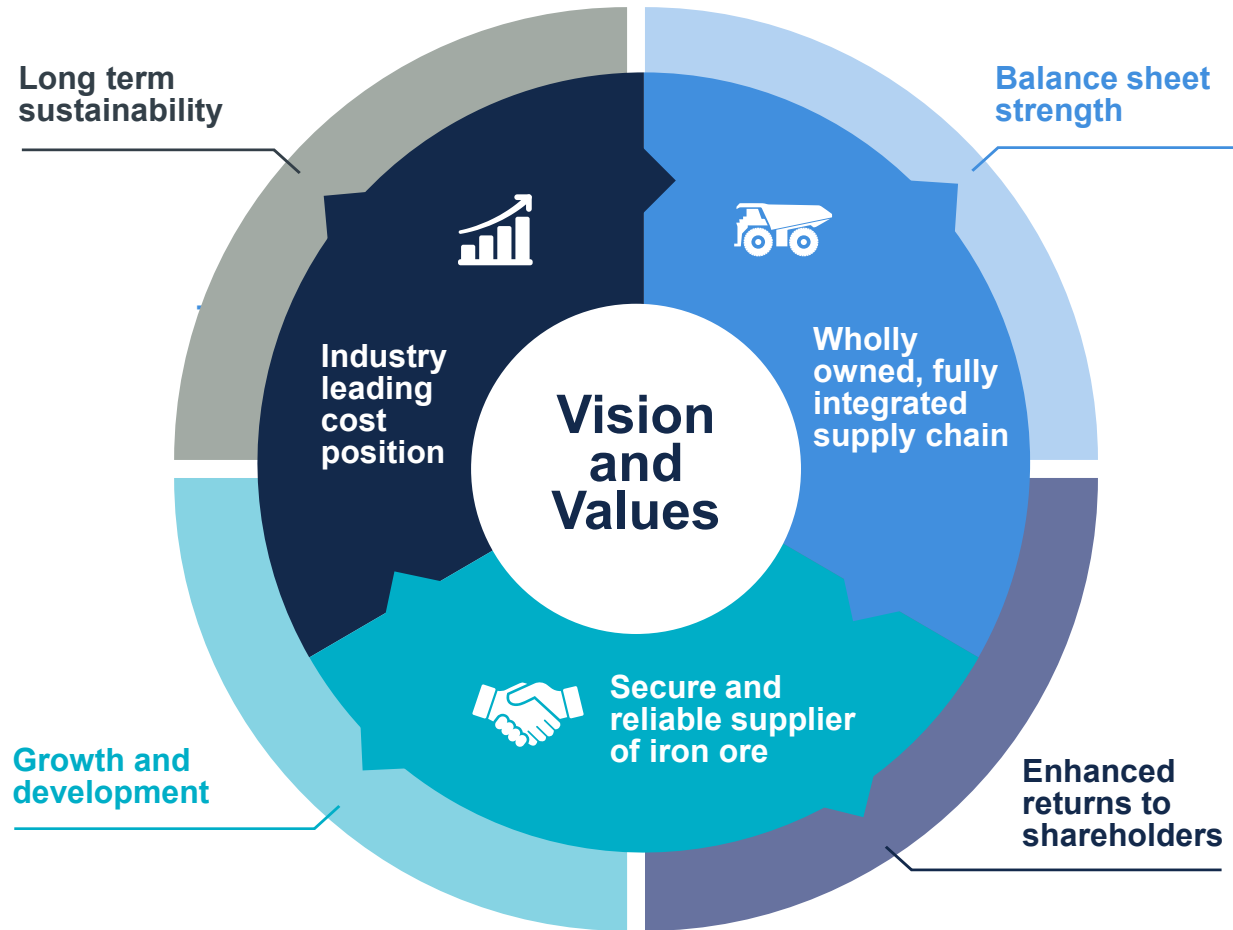 Long term
sustainability
Balance sheet
strength
Industry
leading
cost
position
Wholly
owned, fully
integrated
supply chain
Vision
and
Values
Secure and
reliable supplier
of iron ore
Growth and
development
Enhanced
returns to
shareholders